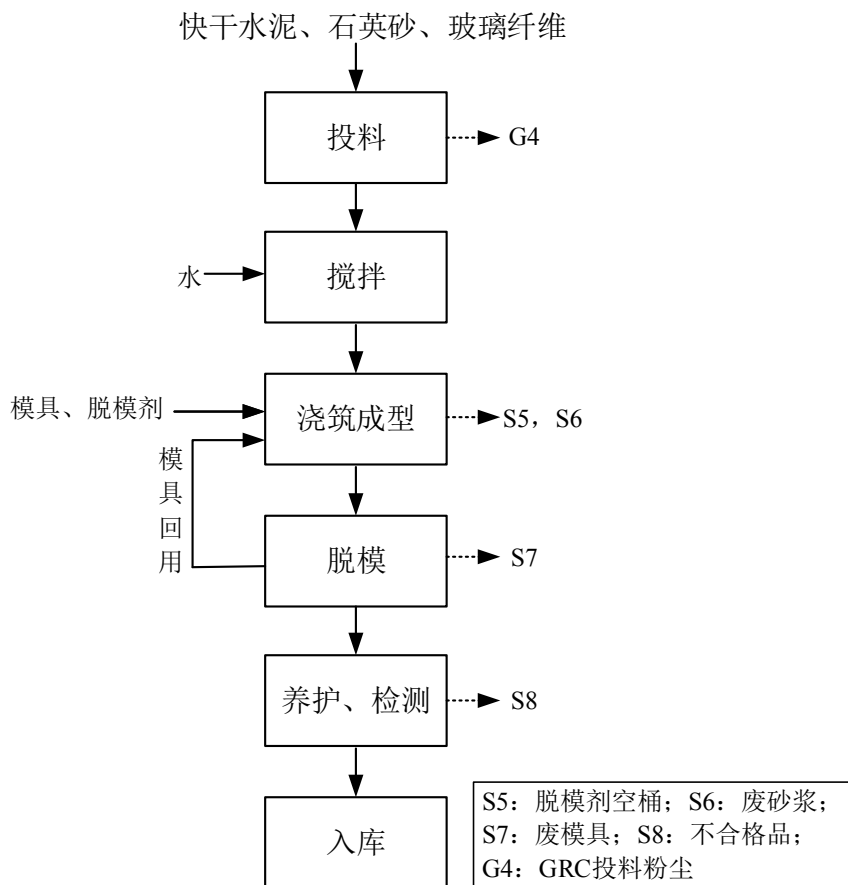 快干水泥、石英砂、玻璃纤维
投料
G4
水
搅拌
模具、脱模剂
浇筑成型
S5，S6
模具回用
脱模
S7
养护、检测
S8
入库
S5：脱模剂空桶；S6：废砂浆；
S7：废模具；S8：不合格品；
G4：GRC投料粉尘